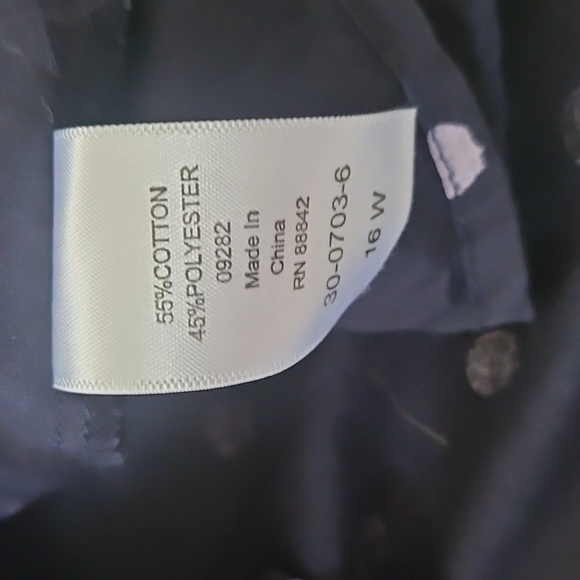 55%COTTON
45%POLYESTER
09282
Made In
China
RN 88842
30-0703-6
16 W